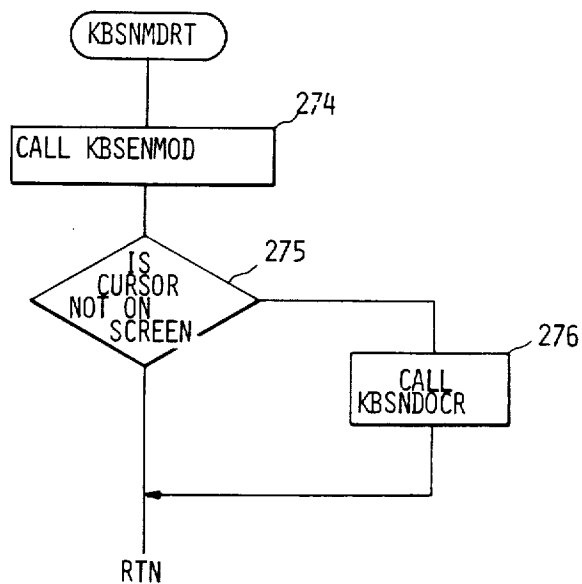 KBSNMDRT
274
CALL KBSENMOD
275
IS
CURSOR
NOT ON
SCREEN
276
CALL
KBSNDOCR
RTN